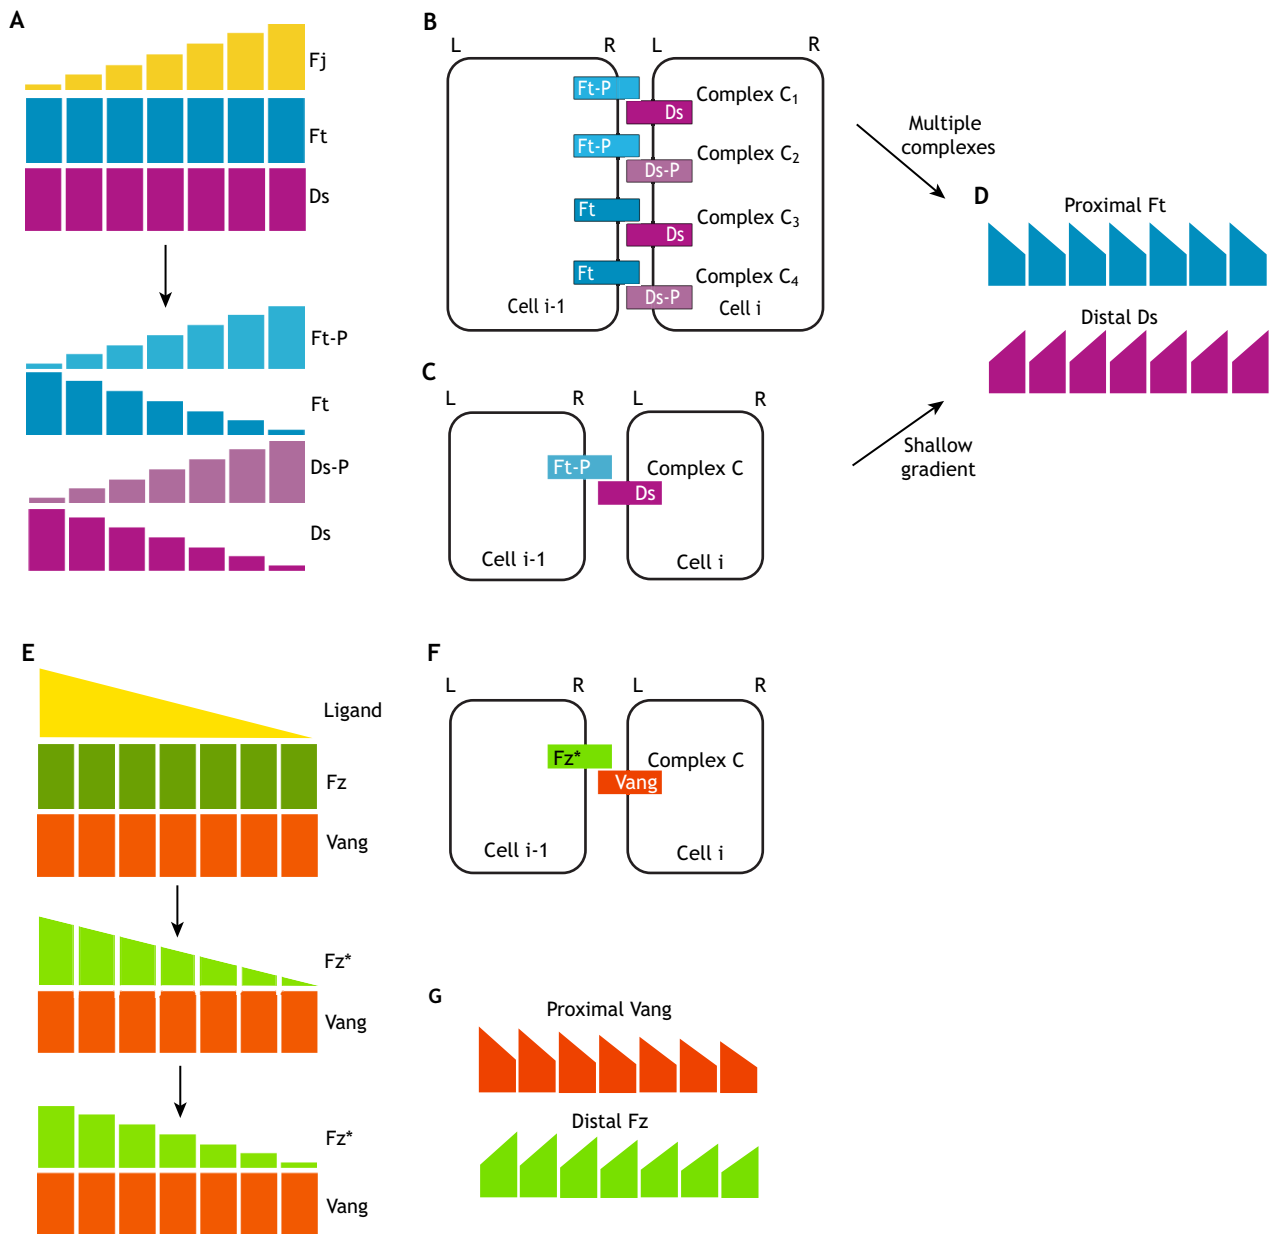 A
Fj
Ft
Ds
Ft-P
Ft
Ds-P
Ds
B
L R L R
Ft-P
Complex C1
Ds
Ft-P
Complex C2
Ds-P
Ft
Complex C3
Ds
Ft
Complex C4
Ds-P
Cell i-1
Cell i
Multiple
complexes
C
L R L R
Ft-P
Complex C
Ds
Cell i-1
Cell i
Shallow
gradient
D
Proximal Ft
Distal Ds
E
Ligand
Fz
Vang
Fz*
Vang
Fz*
Vang
F
L R L R
Fz*
Complex C
Vang
Cell i-1
Cell i
G
Proximal Vang
Distal Fz